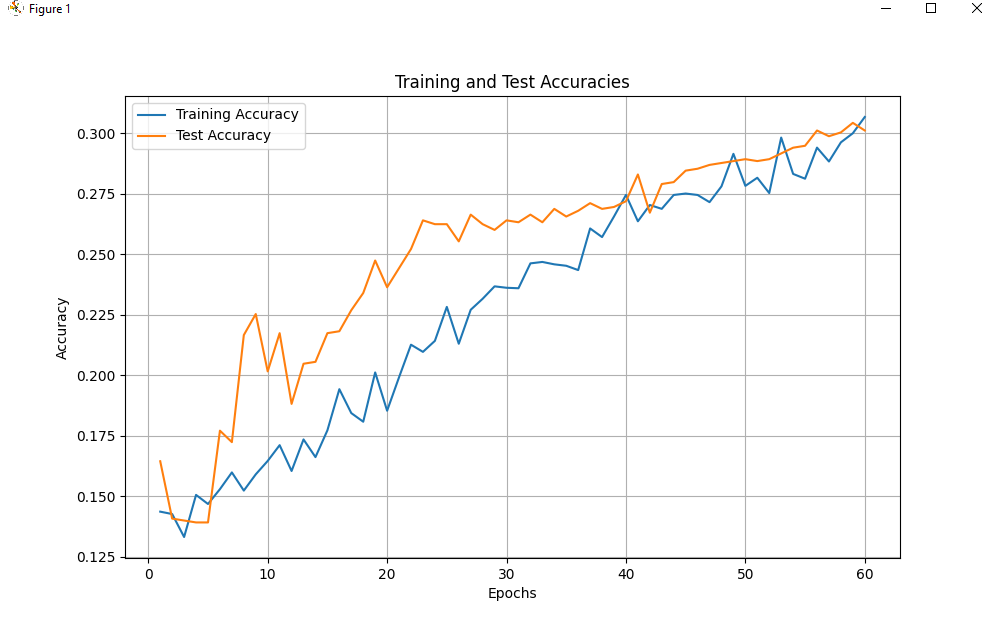 Figure 1
Training and Test Accuracies
Training Accuracy
Test Accuracy
0.300
0.275
0.250
0.225
0.200
0.175
0.150
0.125
Accuracy
0 10 20 30 40 50 60
Epochs